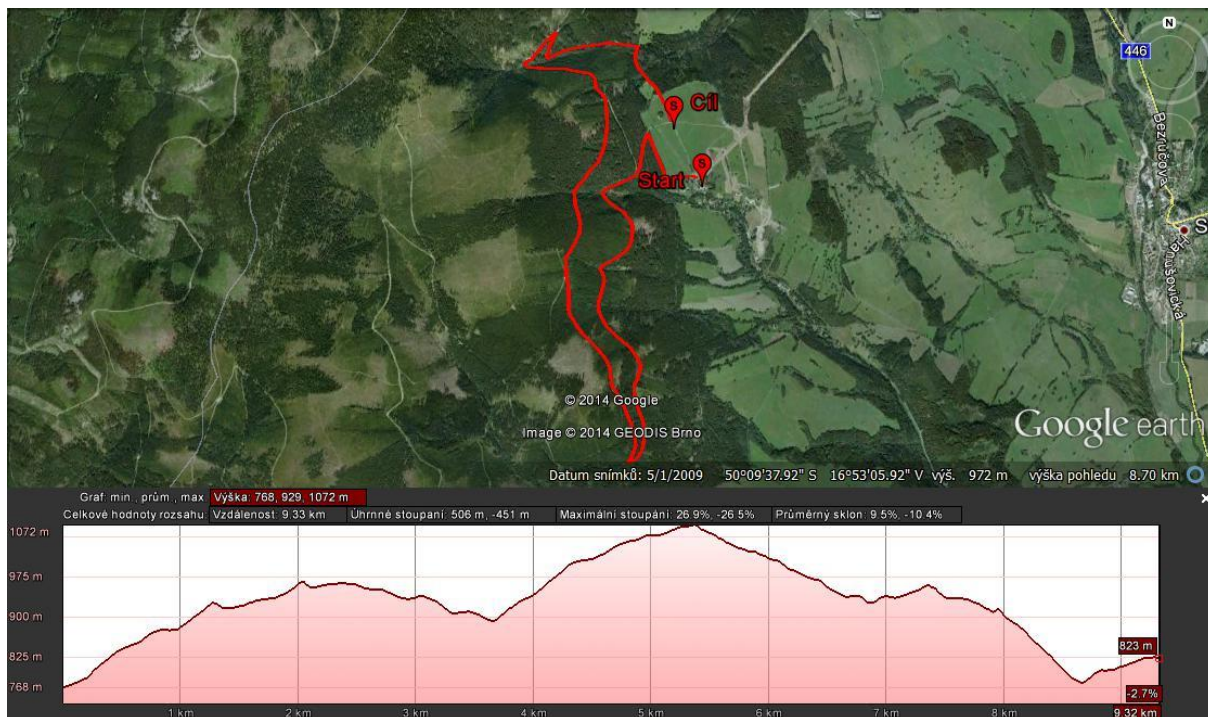 N
446
Bezručova
S
Cíl
S
Start
S
Hanušovická
© 2014 Google
Image © 2014 GEODIS Brno
Google earth
Datum snímků: 5/1/2009 50°09'37.92" S 16°53'05.92" V výš. 972 m výška pohledu 8.70 km
Graf: min., prům., max. Výška: 768, 929, 1072 m
Celkové hodnoty rozsahu: Vzdálenost: 9.33 km Úhrnné stoupaní: 506 m, -451 m Maximální stoupání: 26.9%, -26.5% Průměrný sklon: 9.5%, -10.4%
1072 m
975 m
900 m
825 m
768 m
823 m
-2.7%
1 km 2 km 3 km 4 km 5 km 6 km 7 km 8 km 9.32 km